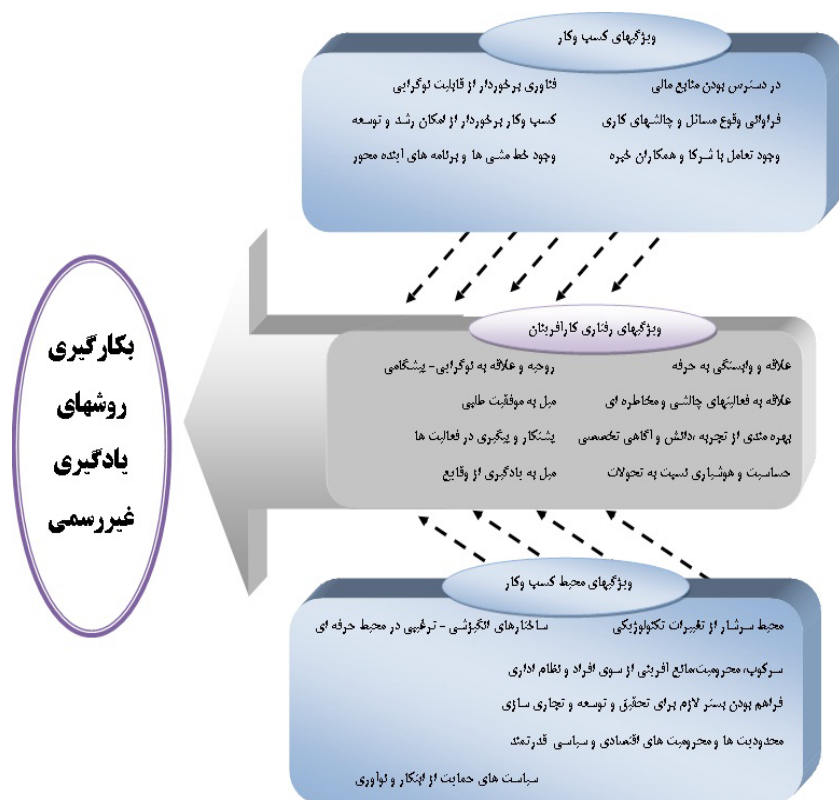 ویژگیهای کسب وکار
در دسترس بودن منابع مالی    فناوری برخوردار از قابلیت نوگرایی
فراوانی وقوع مسائل و چالشهای کاری    کسب وکار برخوردار از امکان رشد و توسعه
وجود تعامل با شرکا و همکاران خبره    وجود خط مشی ها و برنامه های آینده محور
ویژگیهای رفتاری کارآفرینان
علاقه و وابستگی به حرفه    روحیه و علاقه به نوگرایی- پیشگامی
علاقه به فعالیتهای چالشی و مخاطره ای    میل به موفقیت طلبی
بهره مندی از تجربه ،دانش و آگاهی تخصصی    پشتکار و پیگیری در فعالیت ها
حساسیت و هوشیاری نسبت به تحولات    میل به یادگیری از وقایع
بکارگیری
روشهای
یادگیری
غیررسمی
ویژگیهای محیط کسب وکار
محیط سرشار از تغییرات تکنولوژیکی    ساختارهای انگیزشی - ترغیبی در محیط حرفه ای
سرکوب، محرومیت،مانع آفرینی از سوی افراد و نظام اداری
فراهم بودن بستر لازم برای تحقیق و توسعه و تجاری سازی
محدودیت ها و محرومیت های اقتصادی و سیاسی قدرتمند
سیاست های حمایت از ابتکار و نوآوری